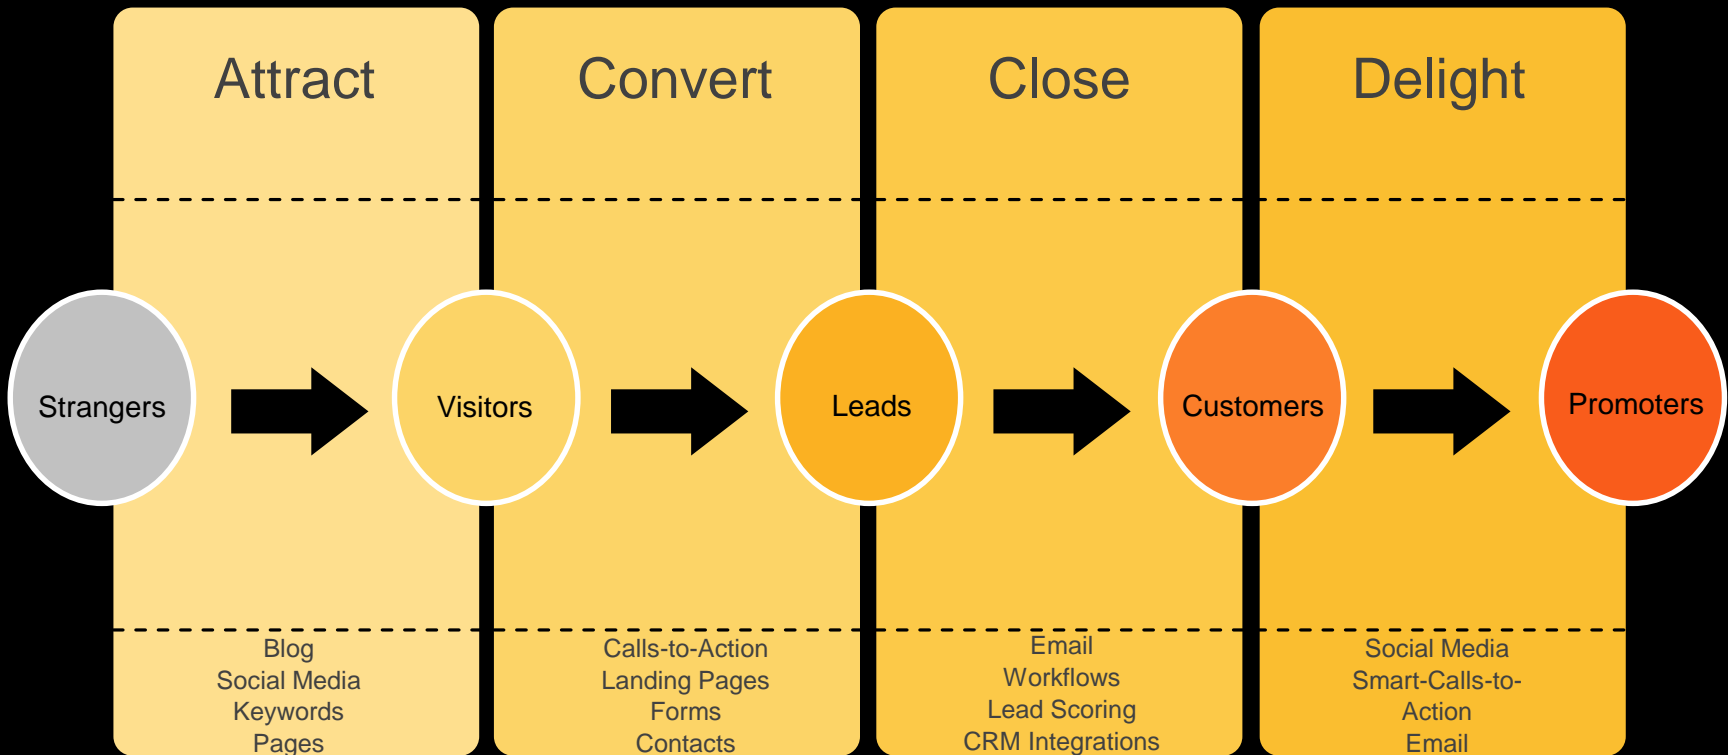 Attract
Convert
Close
Delight
Strangers
Visitors
Leads
Customers
Promoters
Blog
Social Media
Keywords
Pages
Calls-to-Action
Landing Pages
Forms
Contacts
Email
Workflows
Lead Scoring
CRM Integrations
Social Media
Smart-Calls-to-
Action
Email